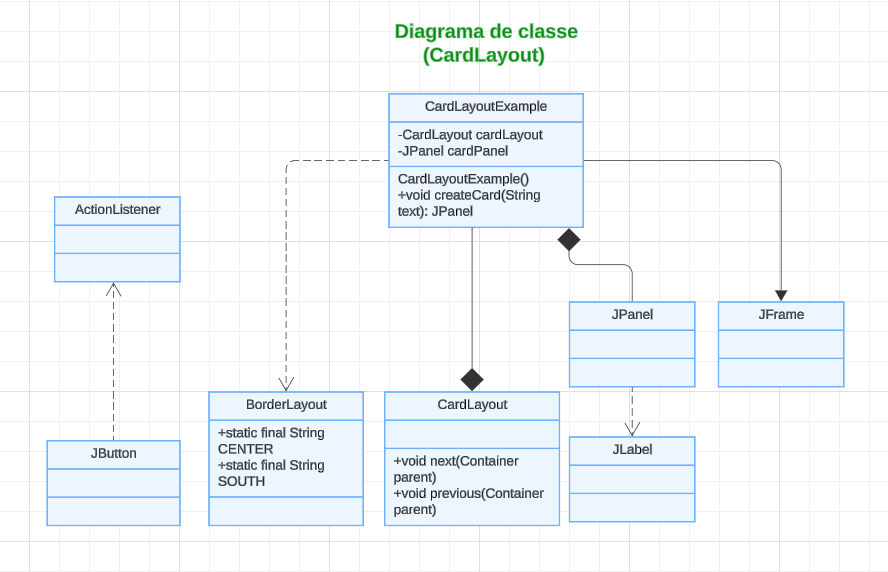 Diagrama de classe
(CardLayout)
CardLayoutExample
-CardLayout cardLayout
-JPanel cardPanel
CardLayoutExample()
+void createCard(String
text): JPanel
ActionListener
JPanel
JFrame
BorderLayout
+static final String
CENTER
+static final String
SOUTH
CardLayout
+void next(Container
parent)
+void previous(Container
parent)
JButton
JLabel